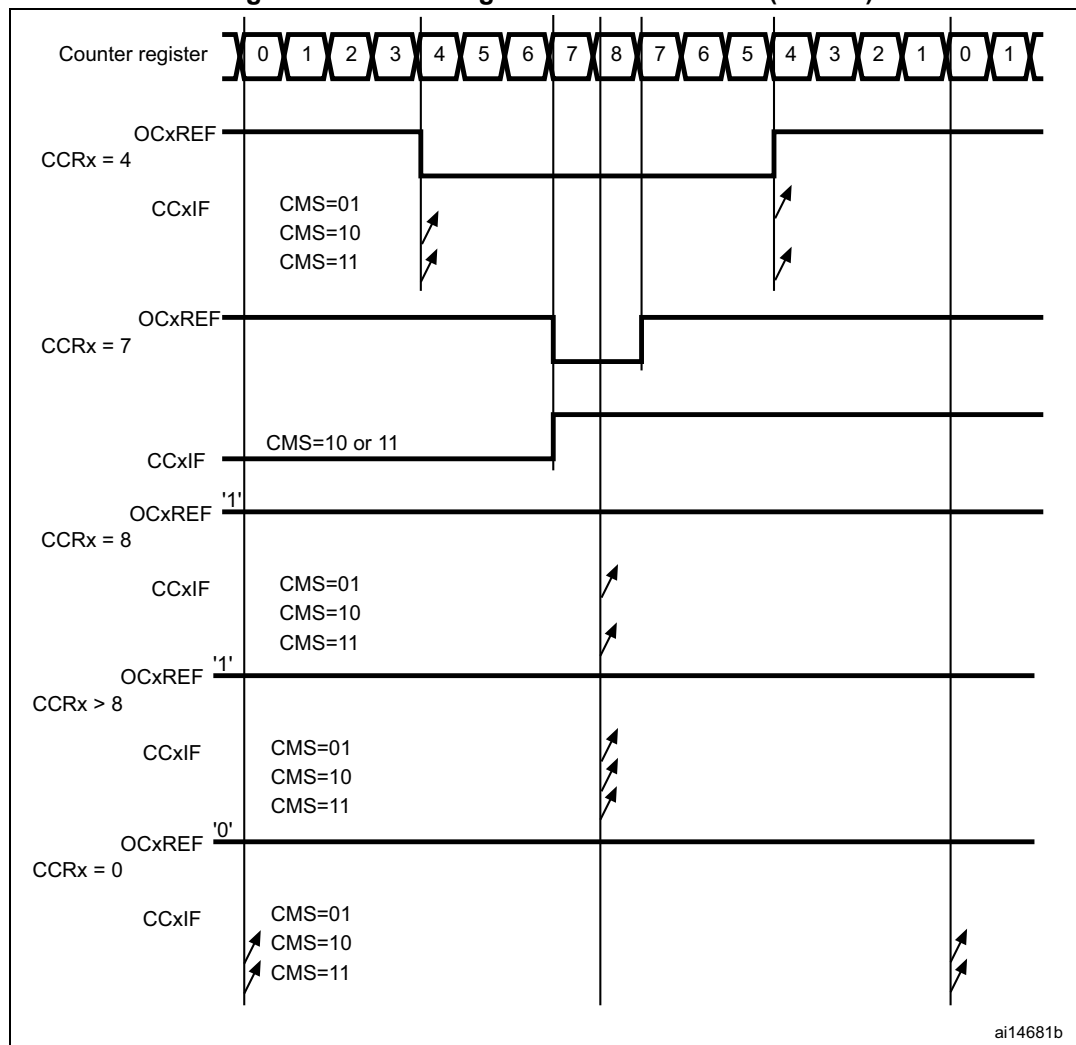 Counter register 0 1 2 3 4 5 6 7 8 7 6 5 4 3 2 1 0 1
OCxREF
CCRx = 4
CCxIF
CMS=01
CMS=10
CMS=11
OCxREF
CCRx = 7
CMS=10 or 11
CCxIF
'1'
OCxREF
CCRx = 8
CCxIF
CMS=01
CMS=10
CMS=11
'1'
OCxREF
CCRx > 8
CCxIF
CMS=01
CMS=10
CMS=11
'0'
OCxREF
CCRx = 0
CCxIF
CMS=01
CMS=10
CMS=11
ai14681b